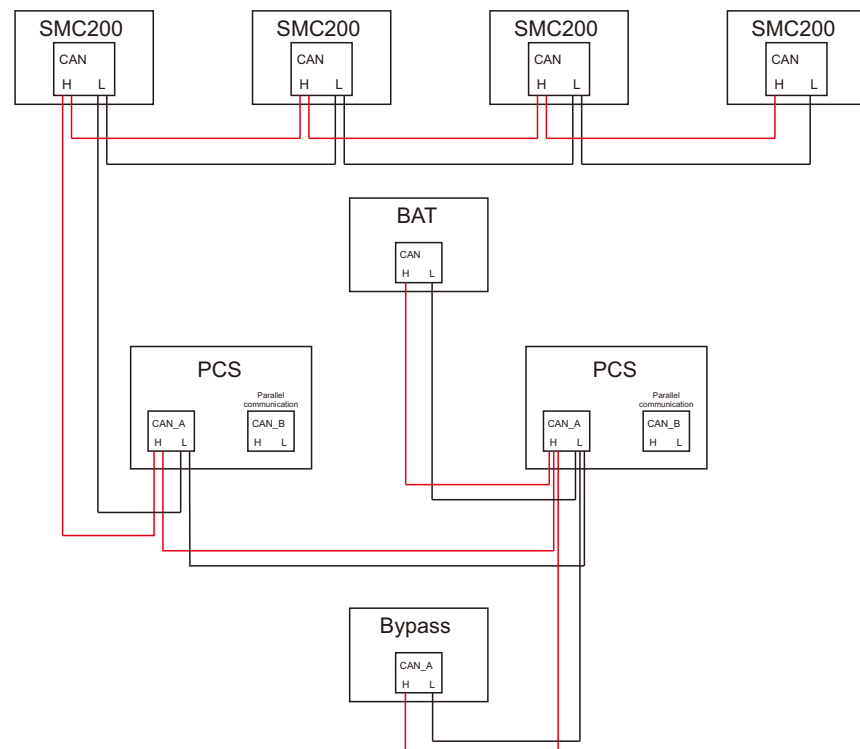 SMC200 SMC200 SMC200 SMC200
CAN CAN CAN CAN
H L H L H L H L
BAT
CAN
H L
PCS PCS
Parallel Parallel
communication communication
CAN_A CAN_B CAN_A CAN_B
H L H L H L H L
Bypass
CAN_A
H L